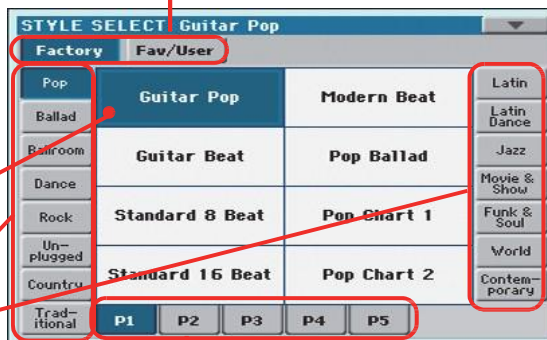 STYLE SELECT Guitar Pop
Factory Fav/User
Pop
Ballad
Ballroom
Dance
Rock
Un-
plugged
Country
Trad-
itional
Guitar Pop Modern Beat
Guitar Beat Pop Ballad
Standard 8 Beat Pop Chart 1
Standard 16 Beat Pop Chart 2
Latin
Latin
Dance
Jazz
Movie &
Show
Funk &
Soul
World
Contem-
porary
P1 P2 P3 P4 P5